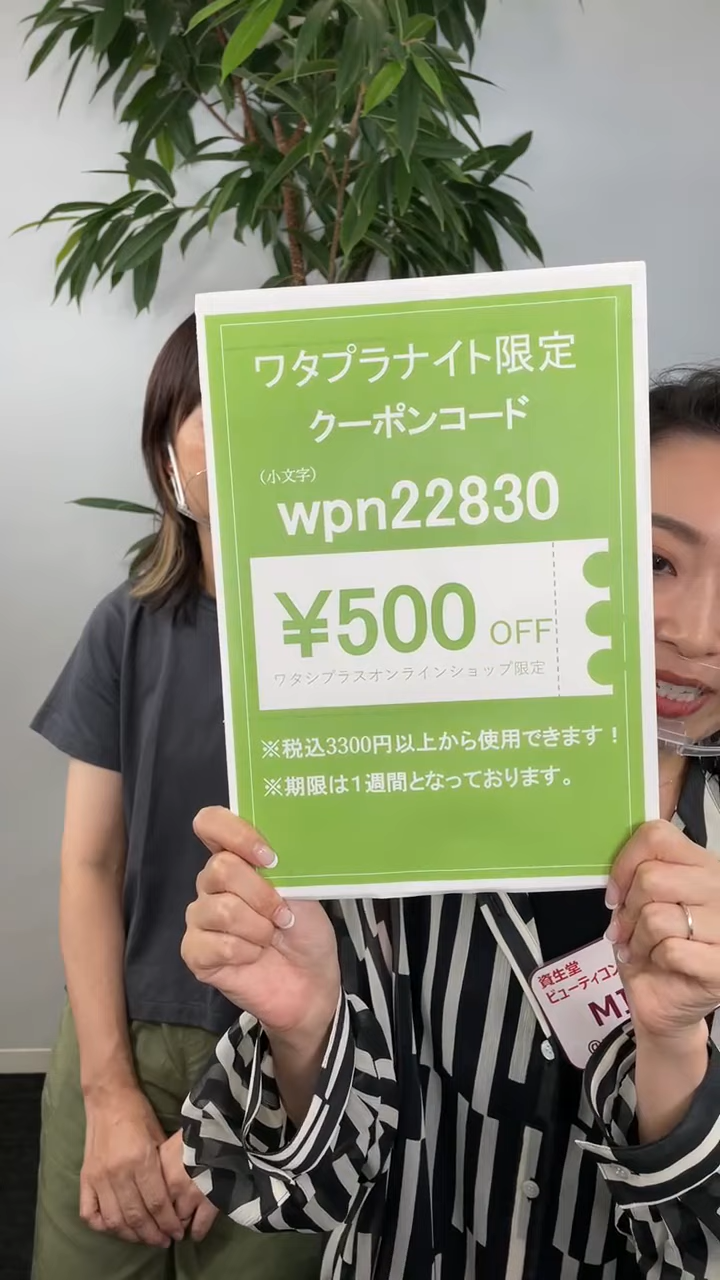 ワタプラナイト限定
クーポンコード
（小文字）
wpn22830
¥500 OFF
ワタシプラスオンラインショップ限定
※税込3300円以上から使用できます！
※期限は１週間となっております。
資生堂
ビューティコン